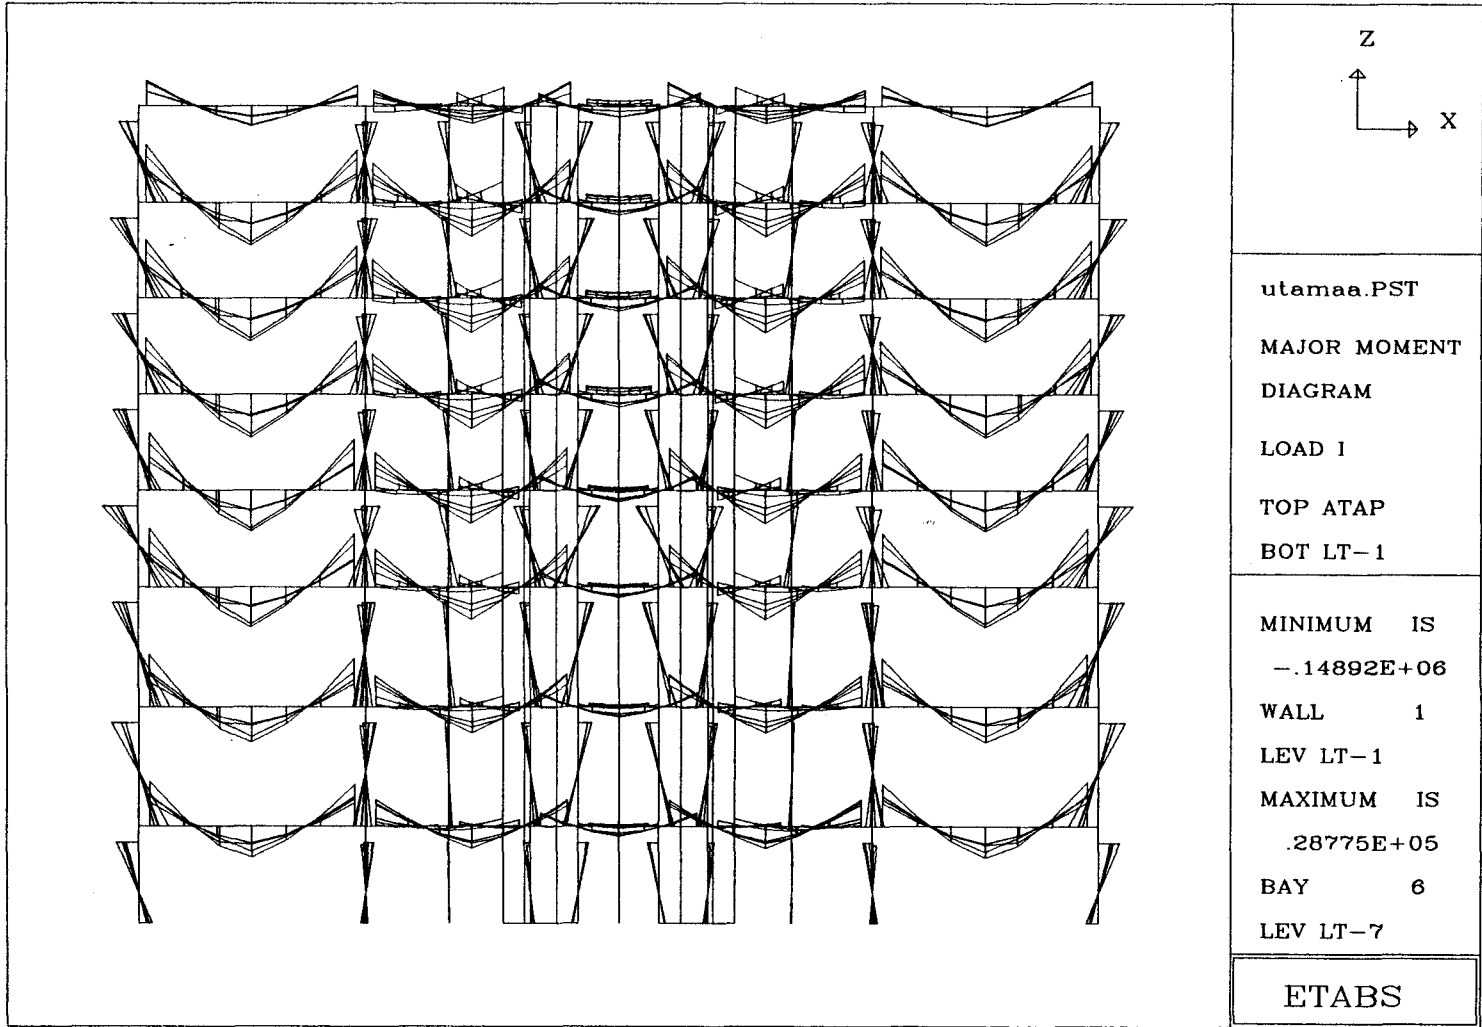 Z
X
utamaa.PST
MAJOR MOMENT
DIAGRAM
LOAD I
TOP ATAP
BOT LT-1
MINIMUM IS
-.14892E+06
WALL 1
LEV LT-1
MAXIMUM IS
.28775E+05
BAY 6
LEV LT-7
ETABS